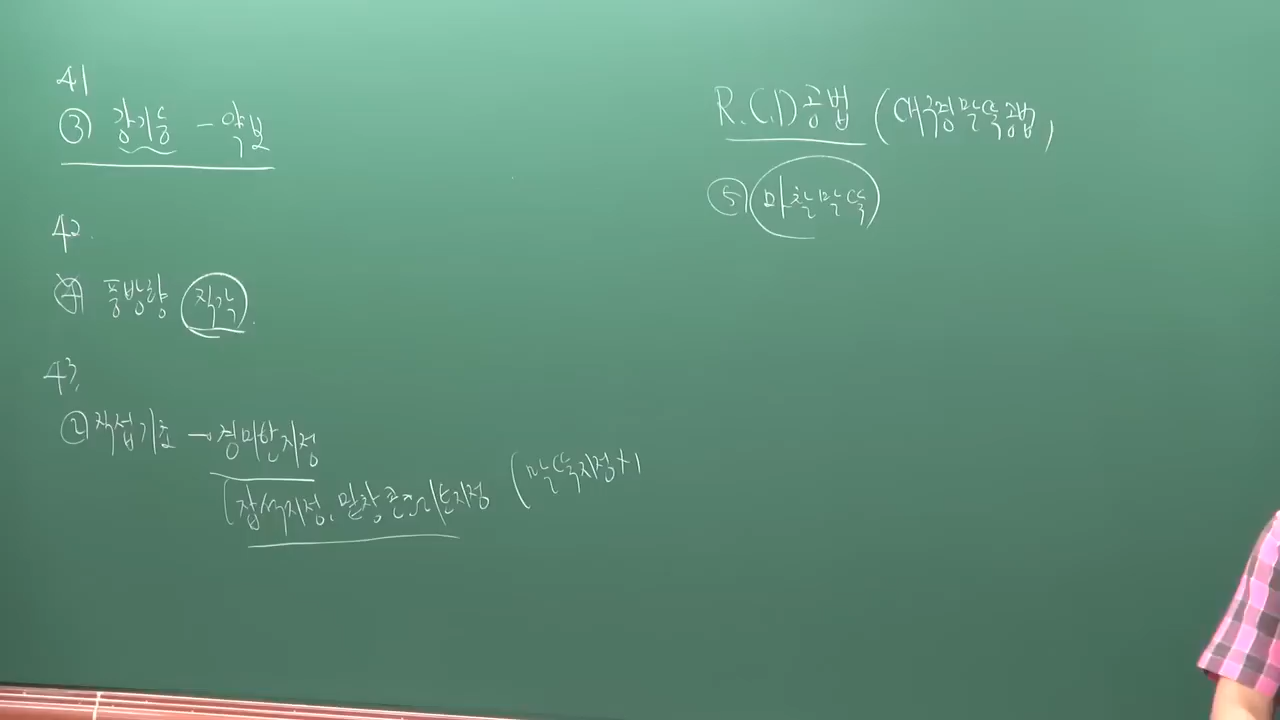 41
③ 강기둥 - 약보
42.
④ 풍방향 직각.
43.
② 직접기초 → 경미한지정
(잡석지정, 밀창콘크리트지정 (말뚝지정X)
R.C.D공법 (대구경말뚝공법)
⑤ 마찰말뚝